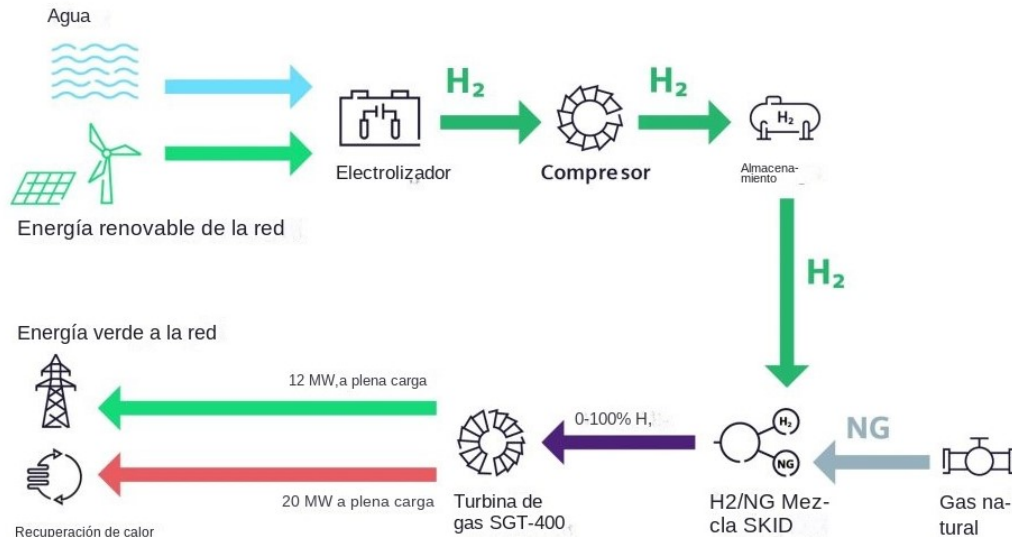 Agua
H₂
H₂
H₂
Electrolizador
Compresor
Almacena-
miento
Energía renovable de la red
H₂
Energía verde a la red
12 MW,a plena carga
0-100% H,
H₂
NG
NG
20 MW a plena carga
Turbina de
gas SGT-400
H2/NG Mez-
cla SKID
Gas na-
tural
Recuperación de calor